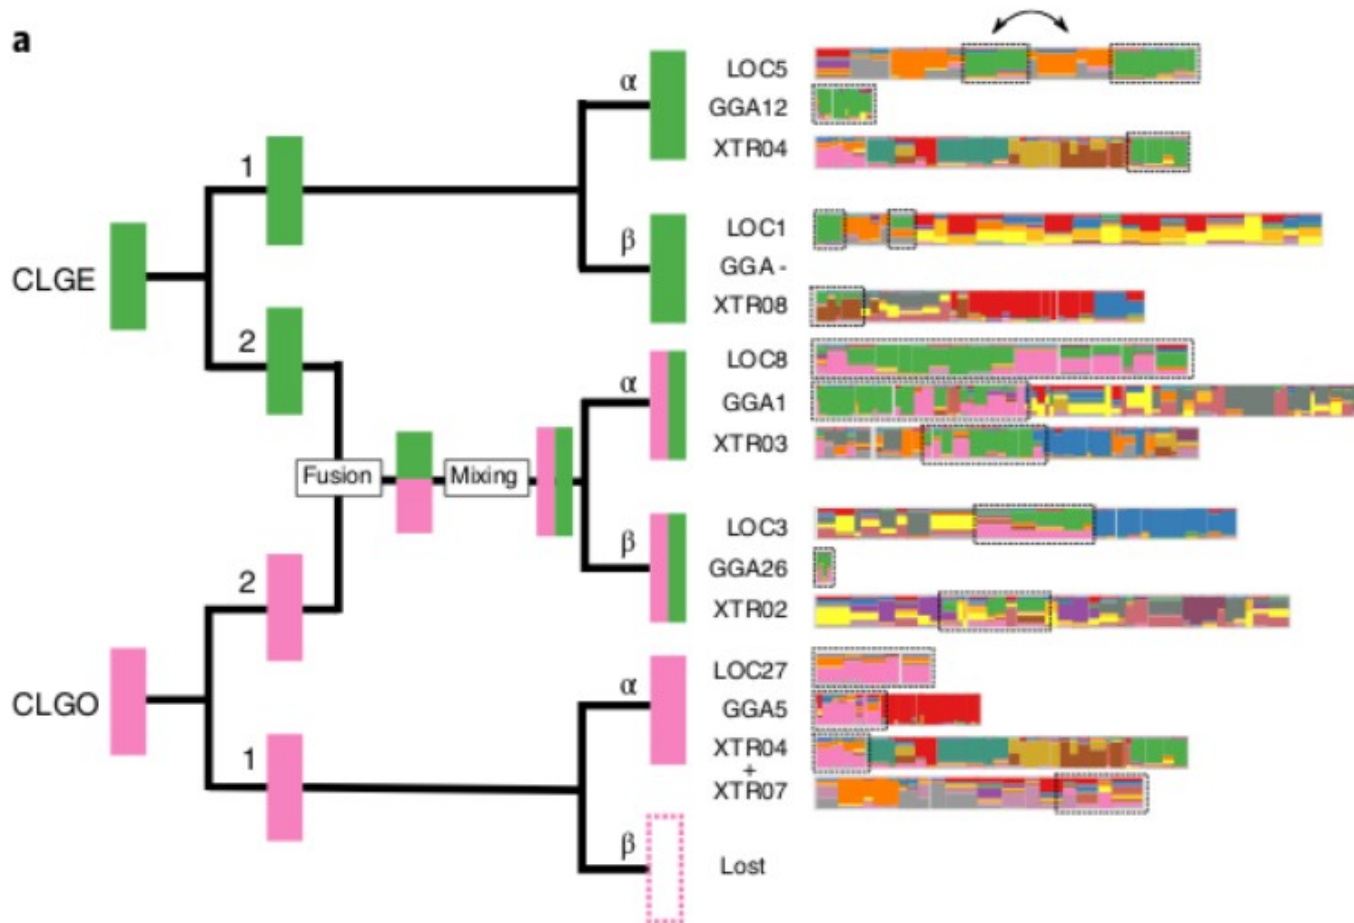 a
CLGE
1
2
α
β
LOC5
GGA12
XTR04
LOC1
GGA -
XTR08
Fusion
Mixing
α
β
LOC8
GGA1
XTR03
LOC3
GGA26
XTR02
CLGO
2
1
α
β
LOC27
GGA5
XTR04
+
XTR07
Lost